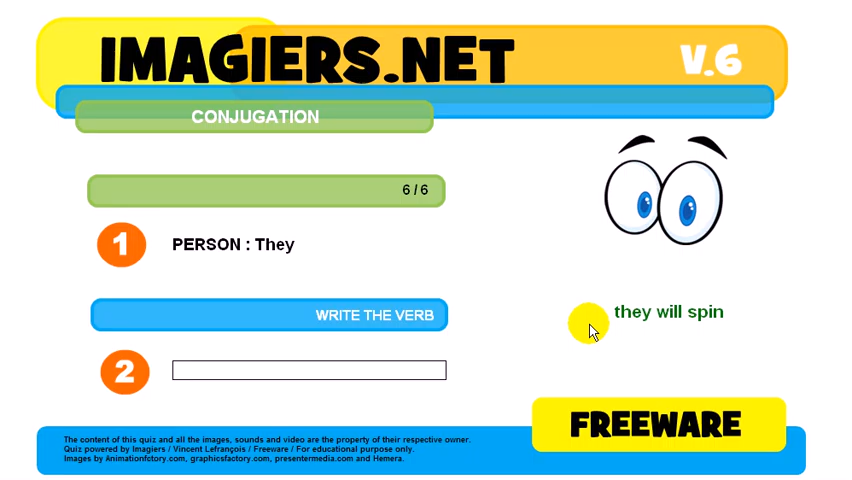 IMAGIERS.NET
V.6
CONJUGATION
6 / 6
1
PERSON : They
WRITE THE VERB
they will spin
2
FREEWARE
The content of this quiz and all the images, sounds and video are the property of their respective owner.
Quiz powered by Imagiers / Vincent Lefrançois / Freeware / For educational purpose only.
Images by Animationfctory.com, graphicsfactory.com, presentermedia.com and Hemera.